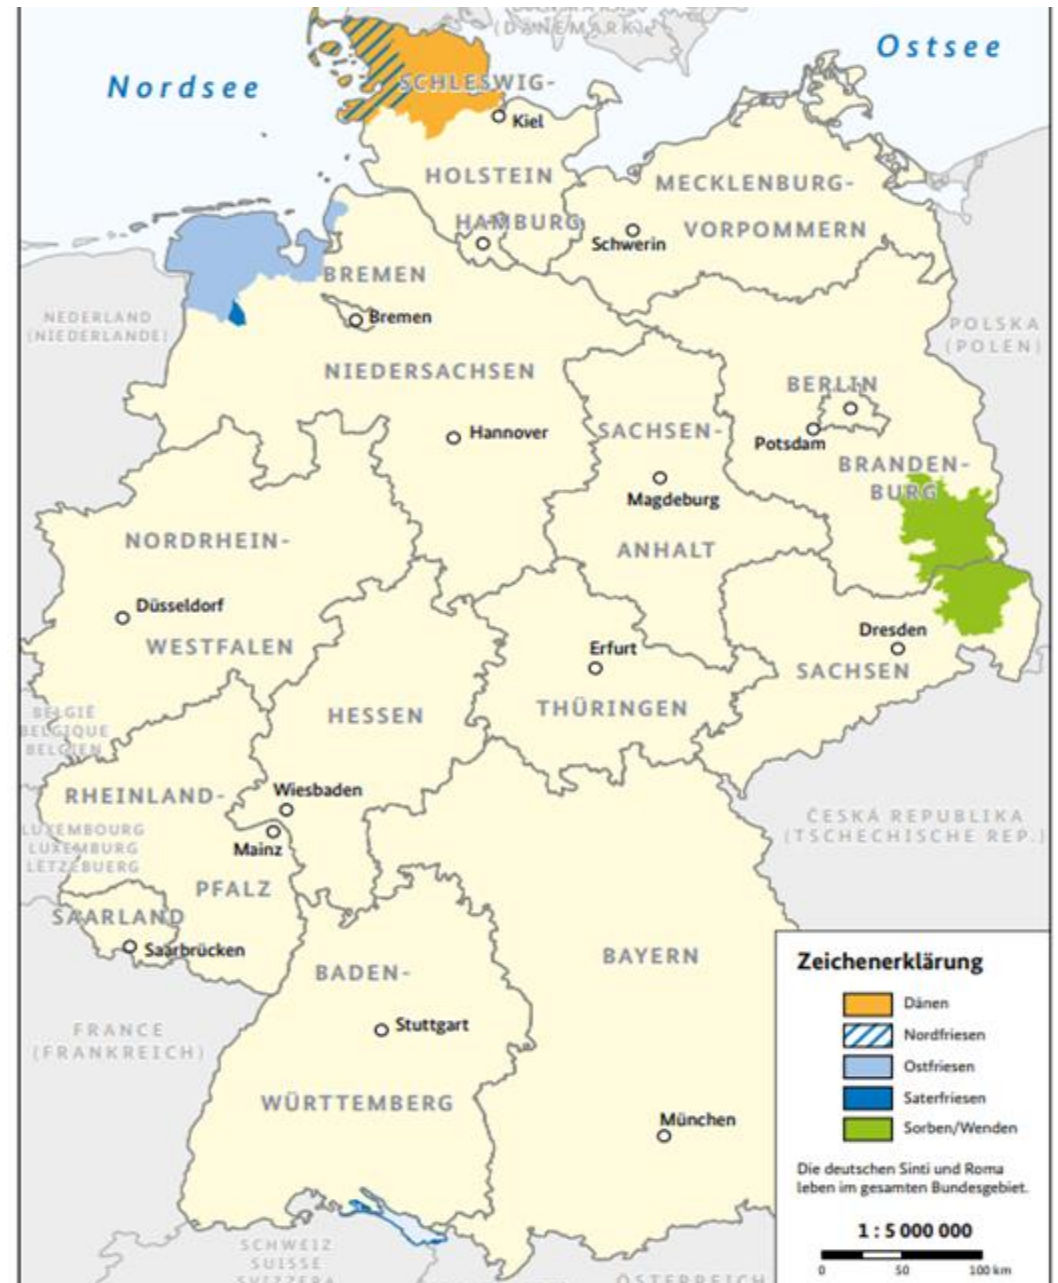 (DÄNEMARK)
Ostsee
Nordsee
SCHLESWIG-
Kiel
HOLSTEIN
MECKLENBURG-
HAMBURG
VORPOMMERN
Schwerin
BREMEN
Bremen
NEDERLAND
(NIEDERLANDE)
POLSKA
(POLEN)
NIEDERSACHSEN
BERLIN
Hannover
SACHSEN-
Potsdam
BRANDEN-
BURG
Magdeburg
NORDRHEIN-
ANHALT
Düsseldorf
WESTFALEN
Erfurt
Dresden
SACHSEN
THÜRINGEN
HESSEN
BELGIË
BELGIQUE
BELGIEN
Wiesbaden
RHEINLAND-
Mainz
LUXEMBOURG
LUXEMBURG
LËTZEBUERG
ČESKÁ REPUBLIKA
(TSCHECHISCHE REP.)
PFALZ
SAARLAND
Saarbrücken
BADEN-
BAYERN
Stuttgart
FRANCE
(FRANKREICH)
WÜRTTEMBERG
München
SCHWEIZ
SUISSE
SVIZZERA
ÖSTERREICH
Zeichenerklärung
Dänen
Nordfriesen
Ostfriesen
Saterfriesen
Sorben/Wenden
Die deutschen Sinti und Roma
leben im gesamten Bundesgebiet.
1 : 5 000 000
0 50 100 km